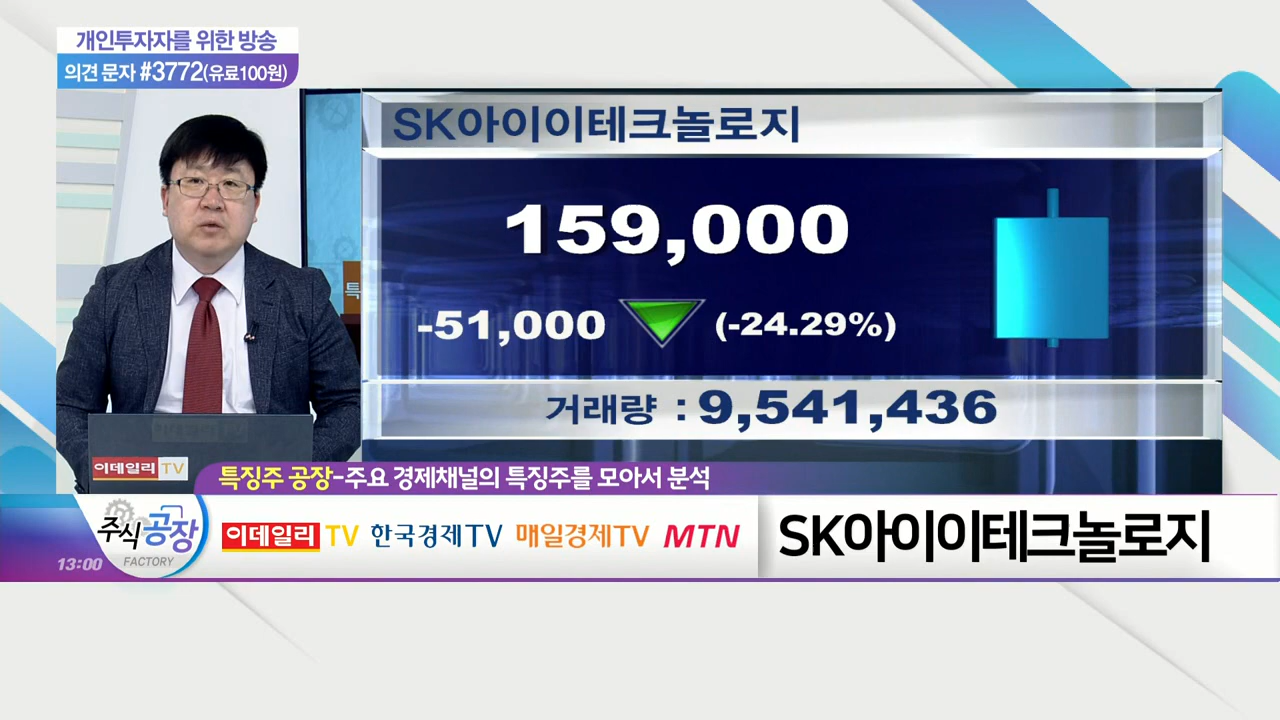 개인투자자를 위한 방송
의견 문자 #3772(유료100원)
SK아이이테크놀로지
159,000
-51,000 (-24.29%)
거래량 : 9,541,436
특
이데일리 TV
특징주 공장-주요 경제채널의 특징주를 모아서 분석
주식공장
FACTORY
13:00
이데일리 TV 한국경제TV 매일경제TV MTN
SK아이이테크놀로지